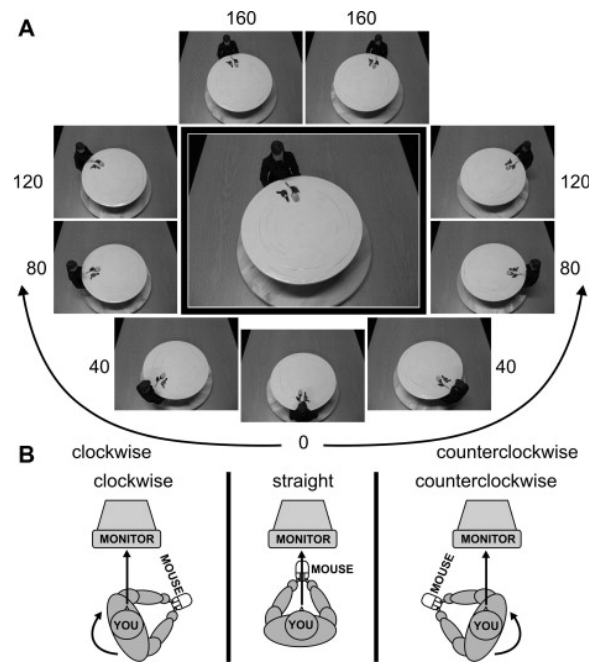 A
160 160
120 120
80 80
40 40
0
clockwise counterclockwise
B
clockwise straight counterclockwise
MONITOR MONITOR MONITOR
MOUSE MOUSE MOUSE
YOU YOU YOU